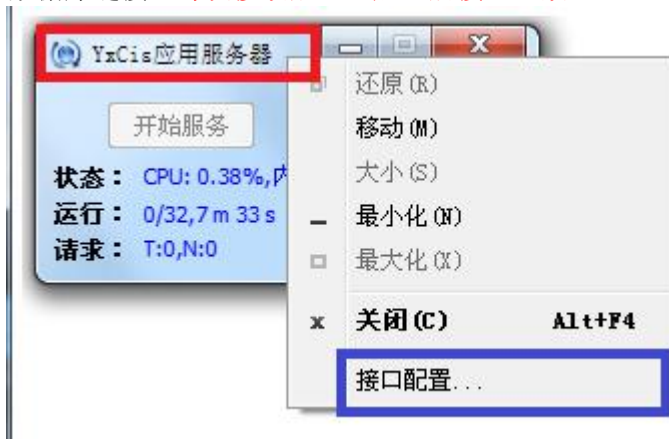 YxCis应用服务器
开始服务
状态： CPU: 0.38%,内
运行： 0/32,7 m 33 s
请求： T:0,N:0
还原(R)
移动(M)
大小(S)
最小化(N)
最大化(X)
关闭(C) Alt+F4
接口配置...